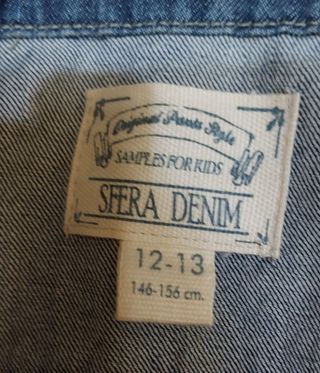 Original Pants Style
SAMPLES FOR KIDS
SFERA DENIM
12-13
146-156 cm.